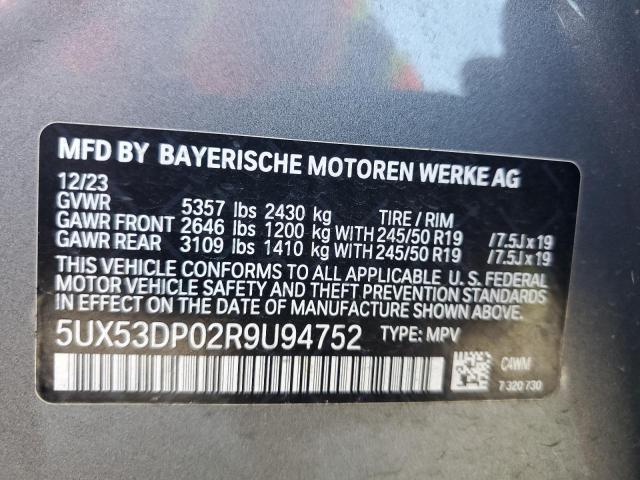 MFD BY BAYERISCHE MOTOREN WERKE AG
12/23
GVWR 5357 lbs 2430 kg TIRE / RIM
GAWR FRONT 2646 lbs 1200 kg WITH 245/50 R19 /7.5J x 19
GAWR REAR 3109 lbs 1410 kg WITH 245/50 R19 /7.5J x 19
THIS VEHICLE CONFORMS TO ALL APPLICABLE U. S. FEDERAL
MOTOR VEHICLE SAFETY AND THEFT PREVENTION STANDARDS
IN EFFECT ON THE DATE OF MANUFACTURE SHOWN ABOVE.
5UX53DP02R9U94752 TYPE: MPV
C4WM
7 320 730